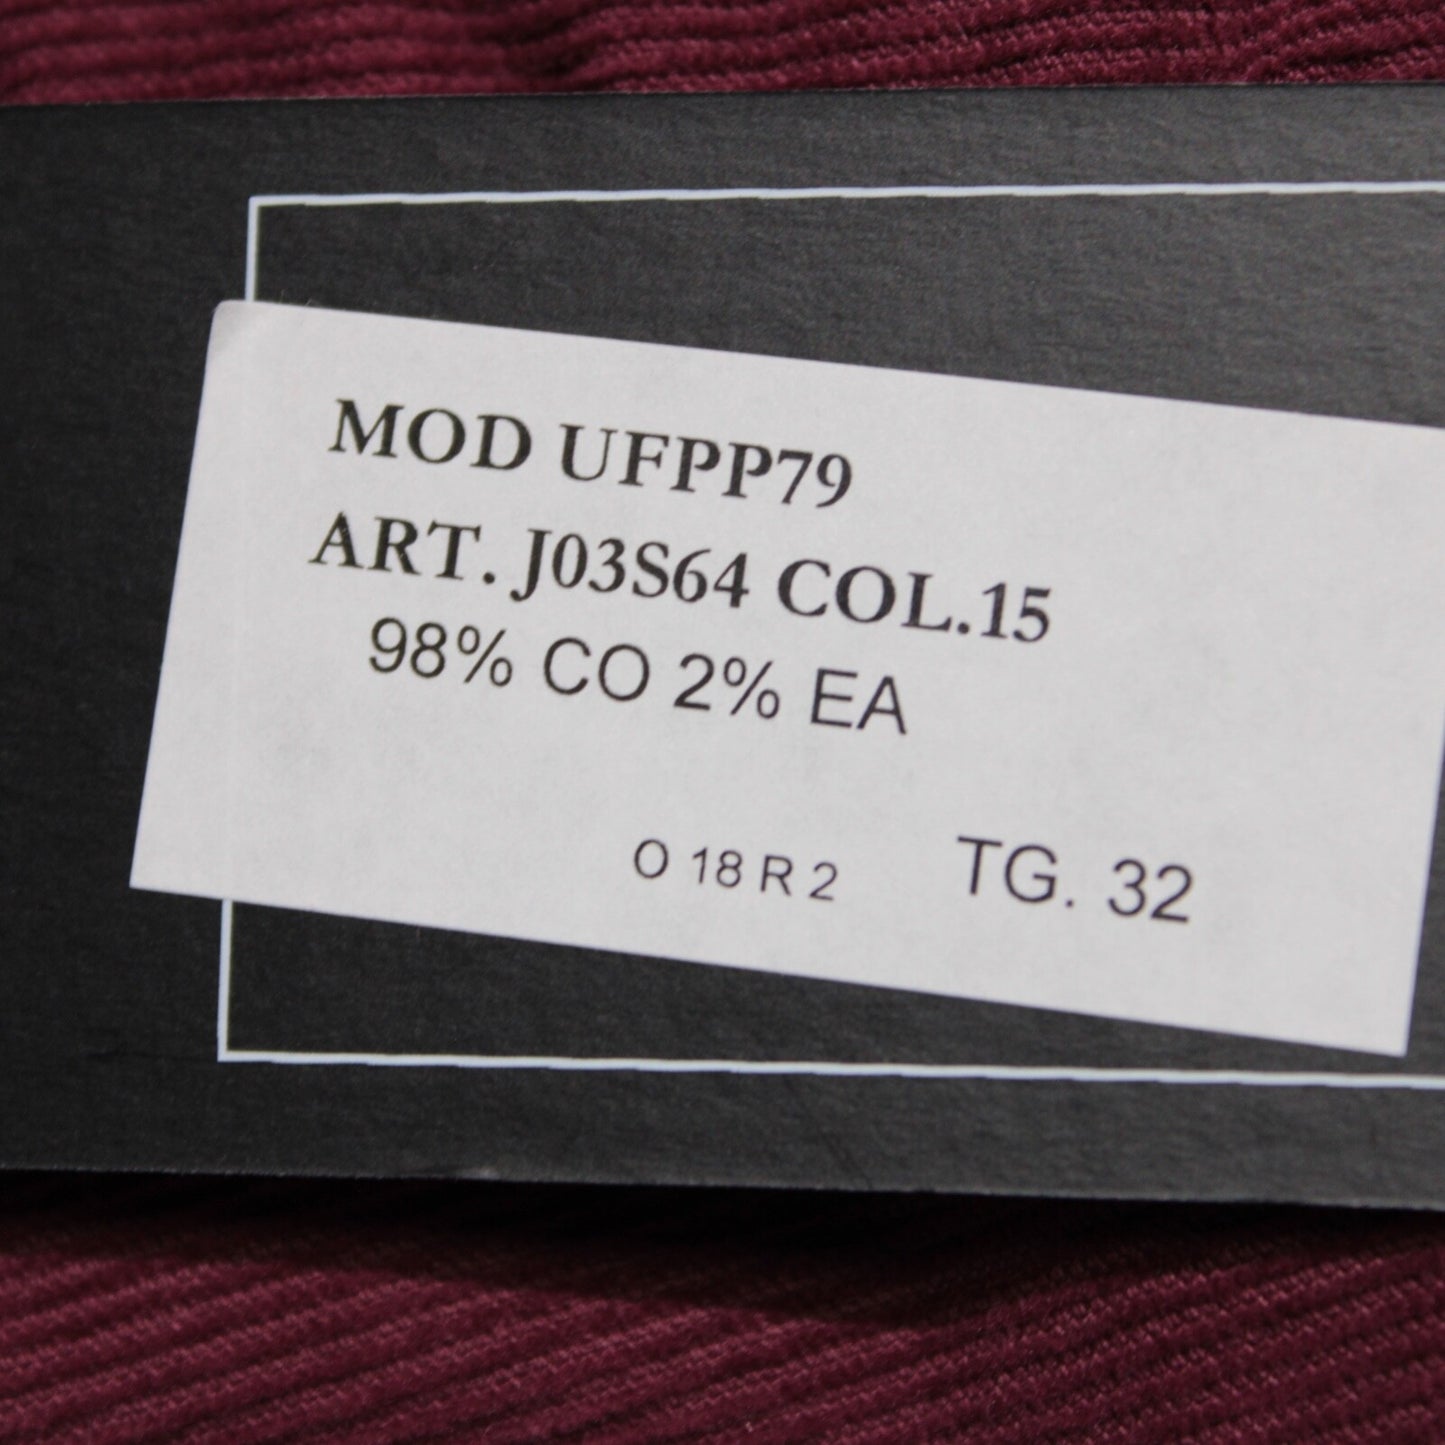 MOD UFPP79
ART. J03S64 COL.15
98% CO 2% EA
O 18 R 2 TG. 32